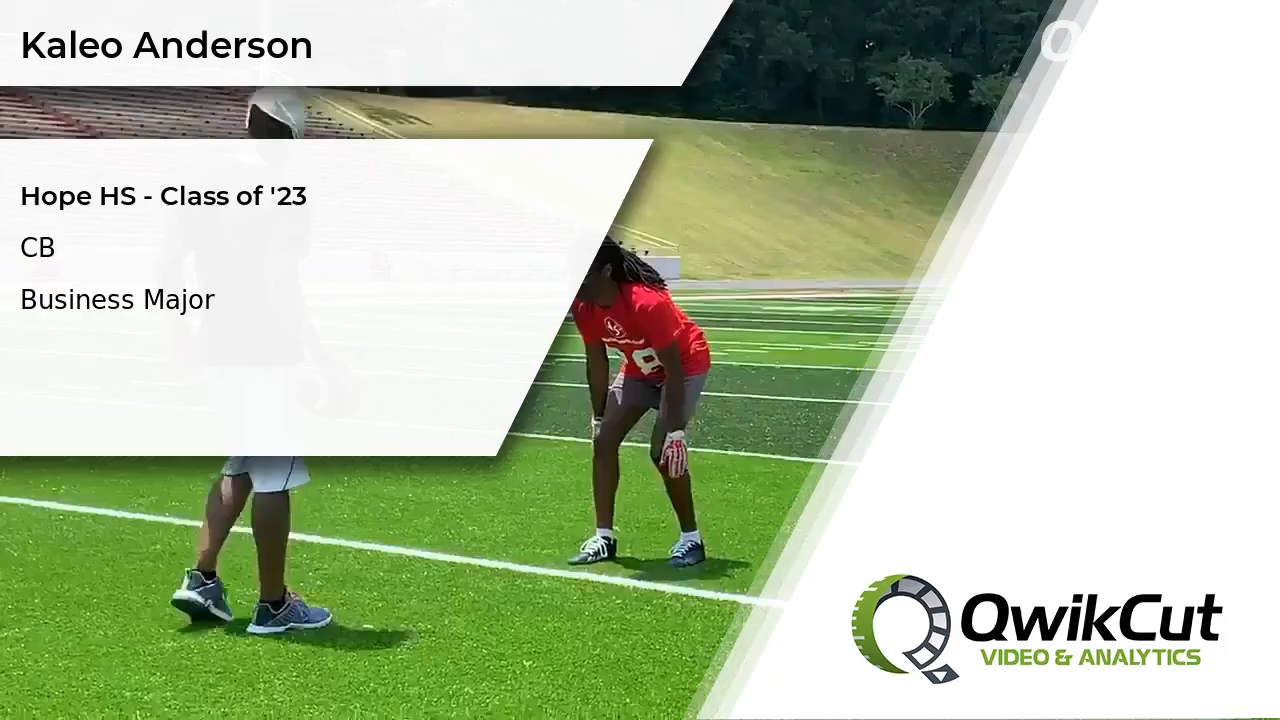 Kaleo Anderson
Hope HS - Class of '23
CB
Business Major
QwikCut
VIDEO & ANALYTICS